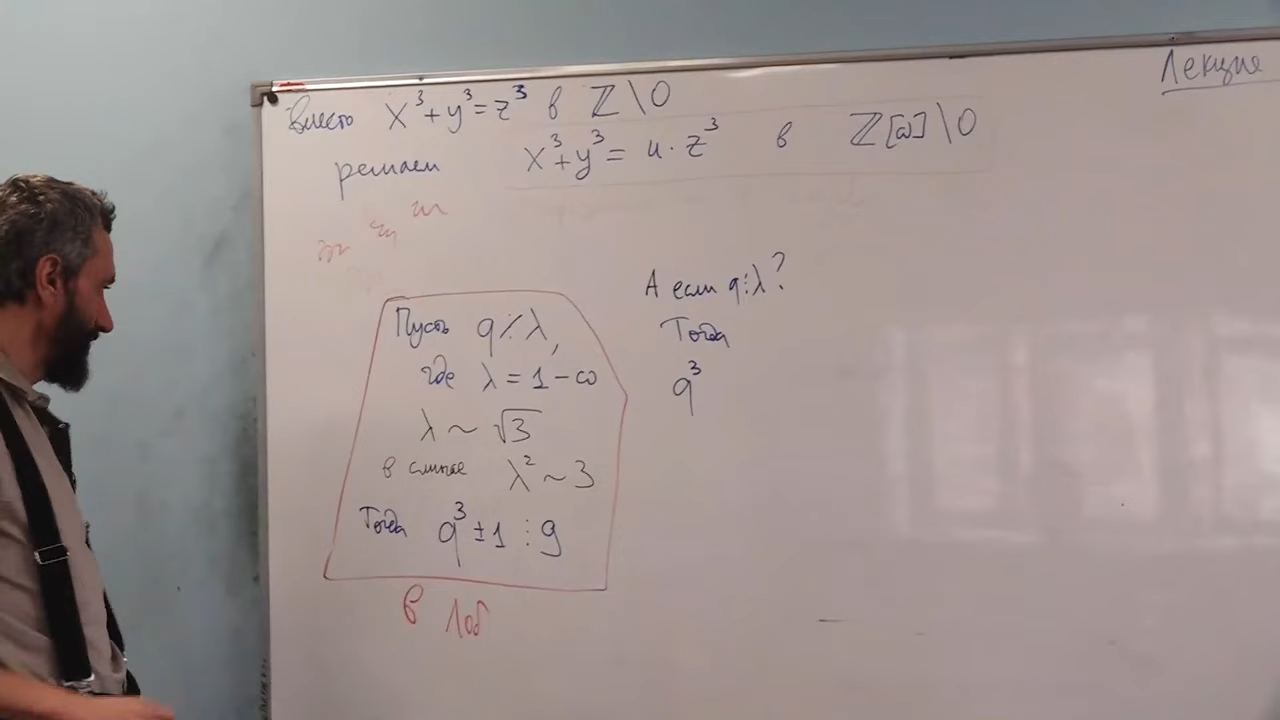 Лекция
Вместо x³+y³=z³ в ℤ\0
решаем x³+y³= u·z³ в ℤ[ω]\0
Пусть q⋮̸λ,
где λ = 1-ω
λ ~ √3
в смысле λ² ~ 3
Тогда q³ ± 1 ⋮ 9
в
А если q⋮λ?
Тогда
q³